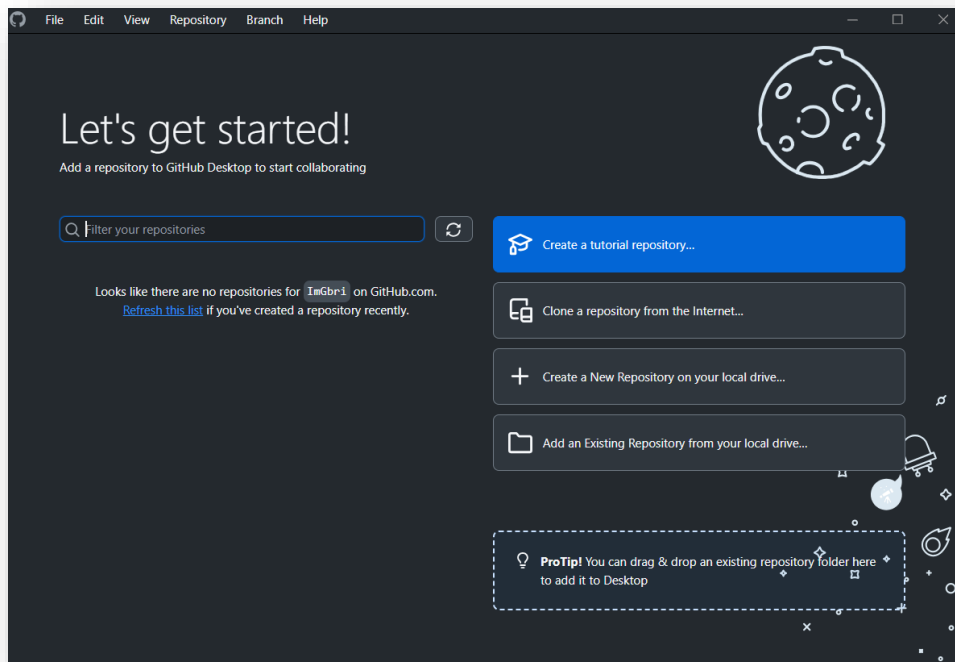 File Edit View Repository Branch Help
Let's get started!
Add a repository to GitHub Desktop to start collaborating
Filter your repositories
Looks like there are no repositories for ImGbri on GitHub.com.
Refresh this list if you've created a repository recently.
Create a tutorial repository...
Clone a repository from the Internet...
Create a New Repository on your local drive...
Add an Existing Repository from your local drive...
ProTip! You can drag & drop an existing repository folder here
to add it to Desktop